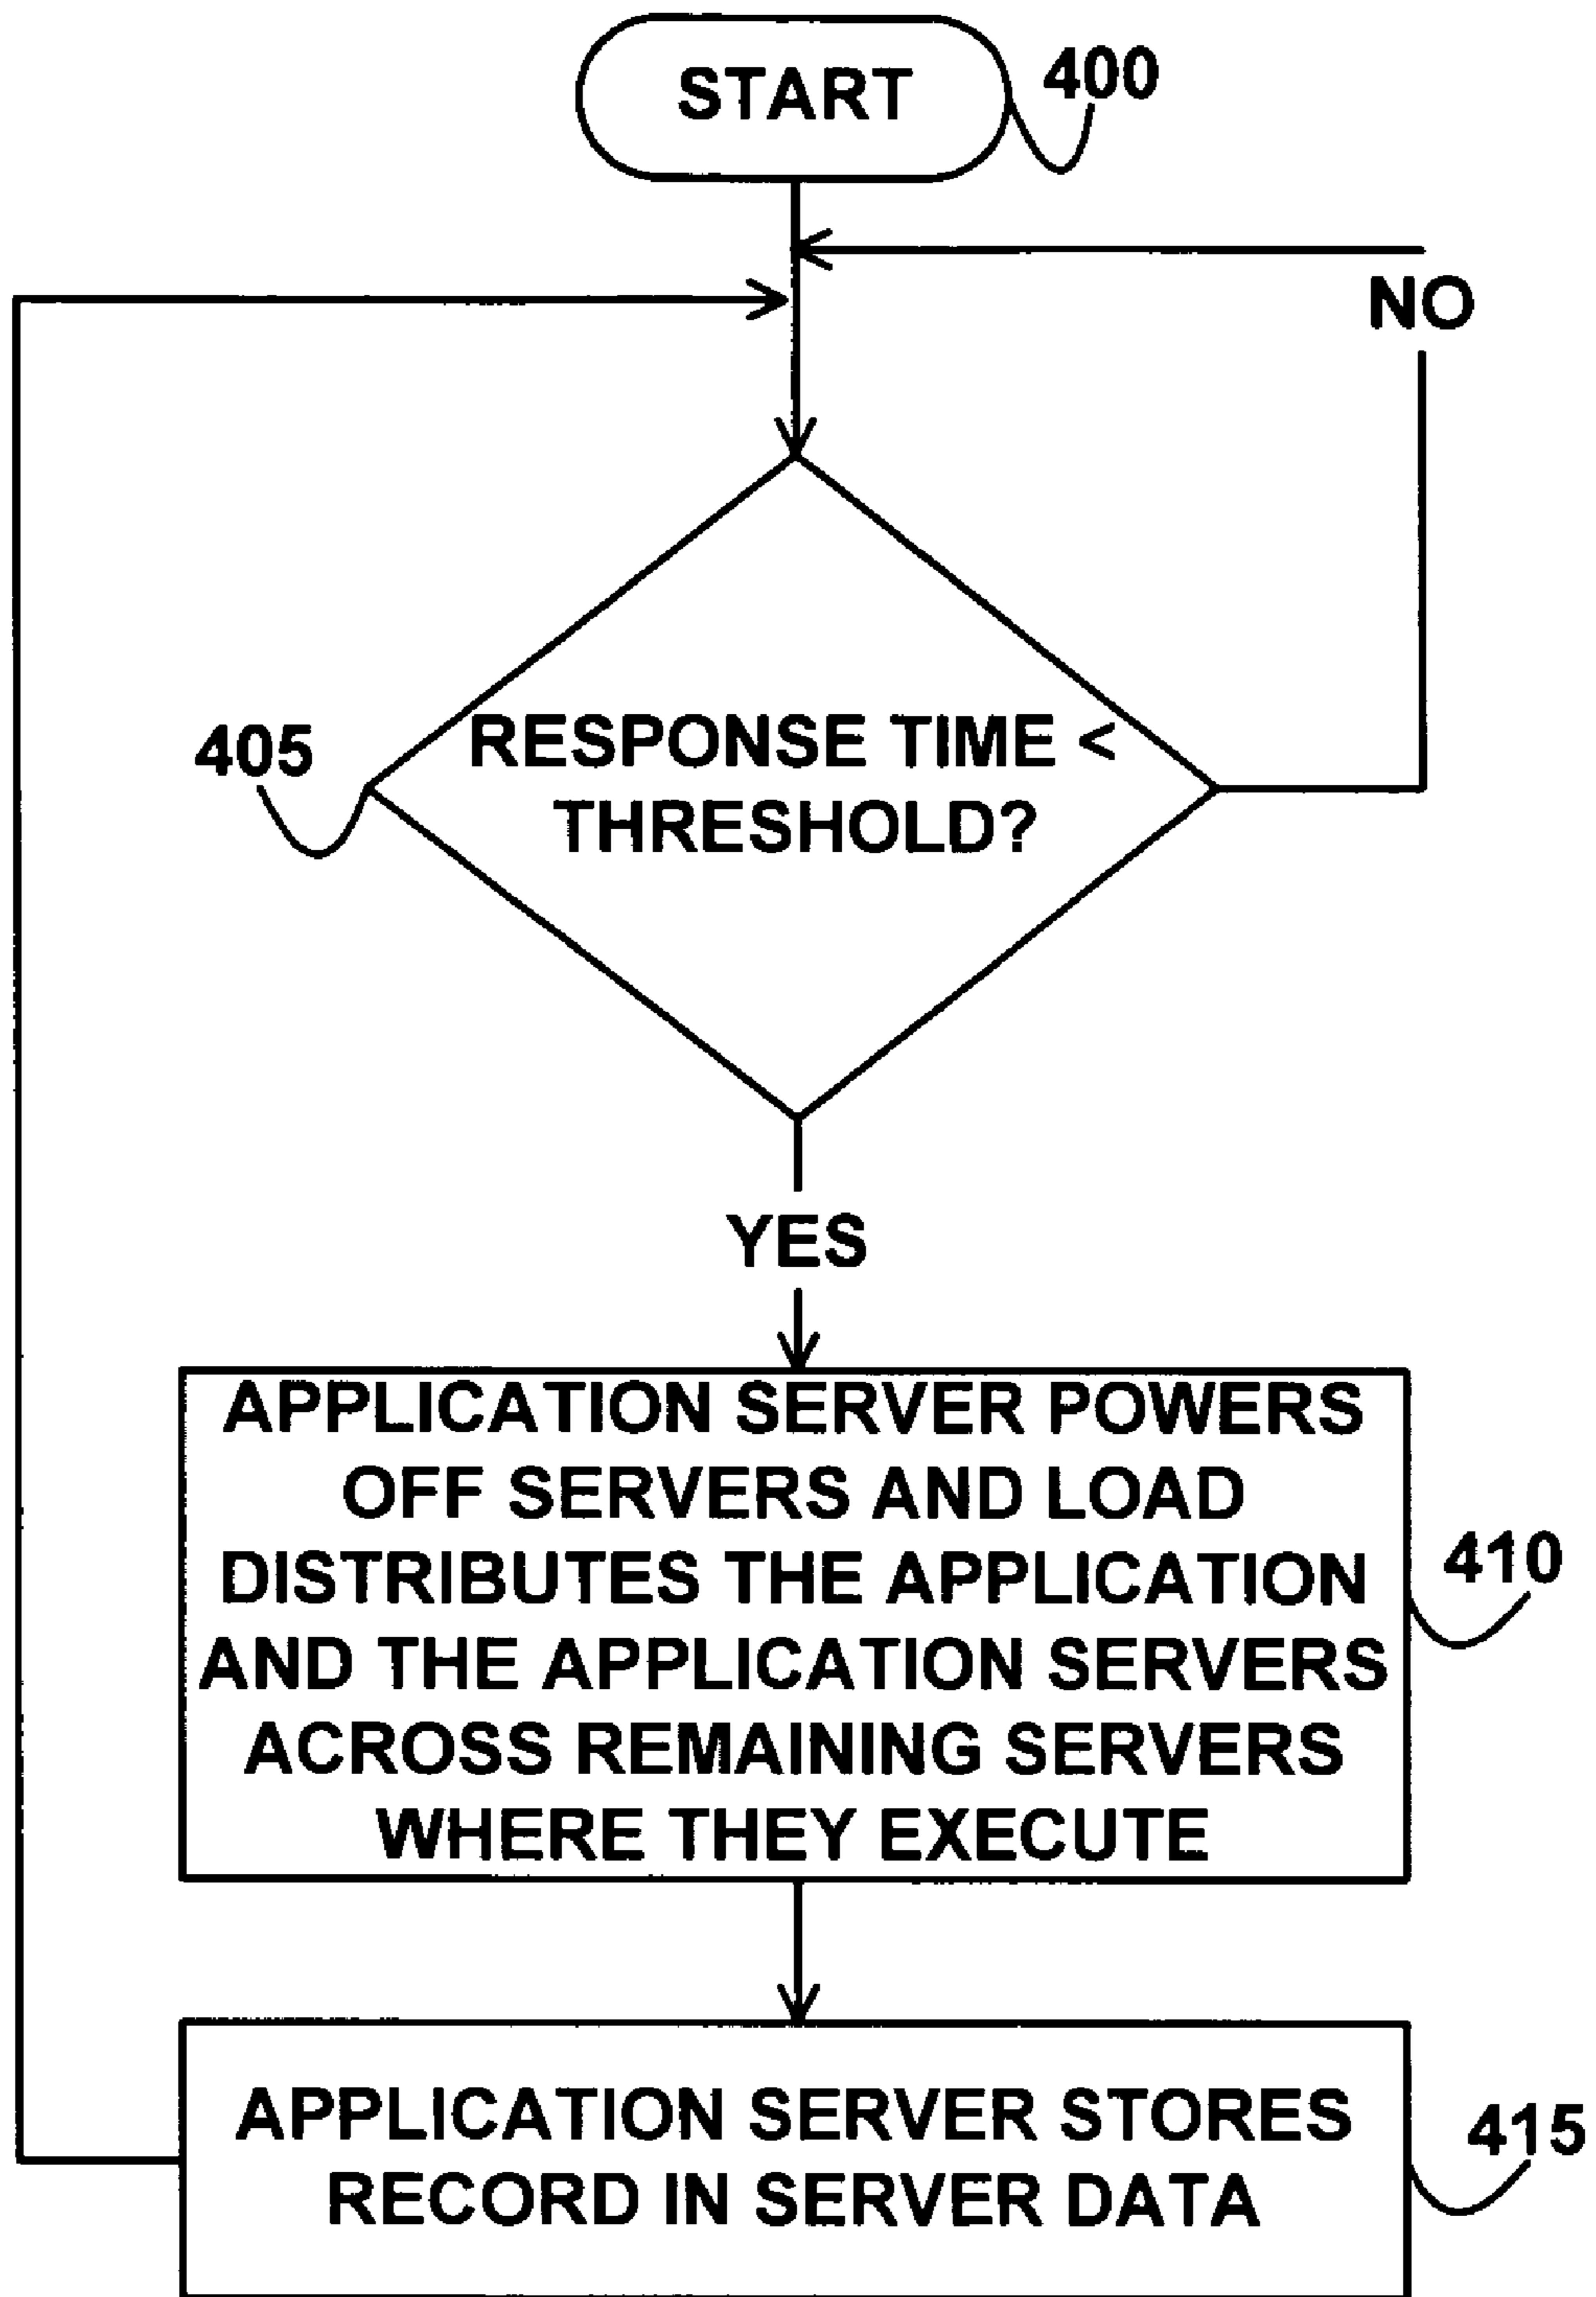 START
400
NO
405
RESPONSE TIME <
THRESHOLD?
YES
APPLICATION SERVER POWERS
OFF SERVERS AND LOAD
DISTRIBUTES THE APPLICATION
AND THE APPLICATION SERVERS
ACROSS REMAINING SERVERS
WHERE THEY EXECUTE
410
APPLICATION SERVER STORES
RECORD IN SERVER DATA
415